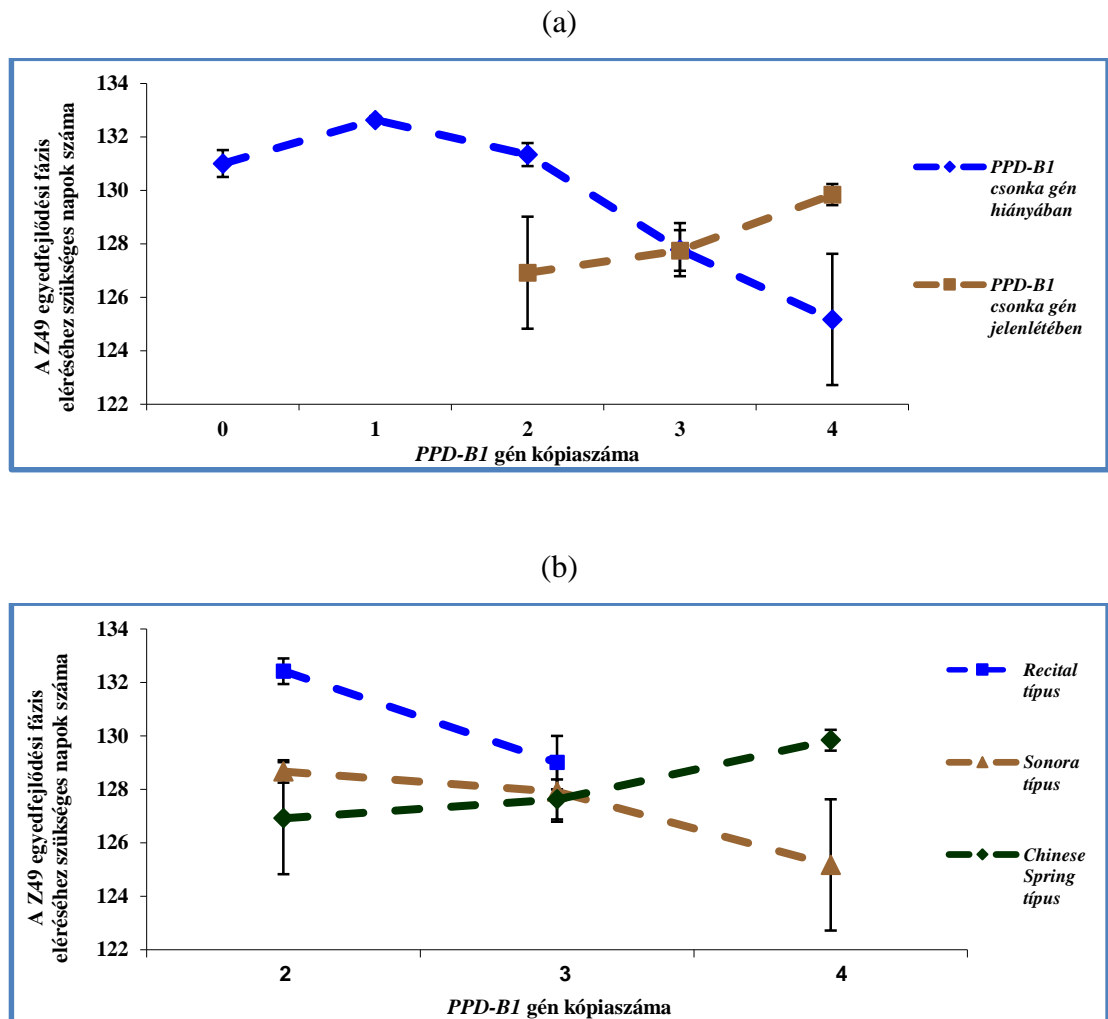 (a)
A Z49 egyedfejlődési fázis
eléréséhez szükséges napok száma
134
132
130
128
126
124
122
0 1 2 3 4
PPD-B1 gén kópiaszáma
PPD-B1
csonka gén
hiányában
PPD-B1
csonka gén
jelenlétében
(b)
A Z49 egyedfejlődési fázis
eléréséhez szükséges napok száma
134
132
130
128
126
124
122
2 3 4
PPD-B1 gén kópiaszáma
Recital
típus
Sonora
típus
Chinese
Spring
típus